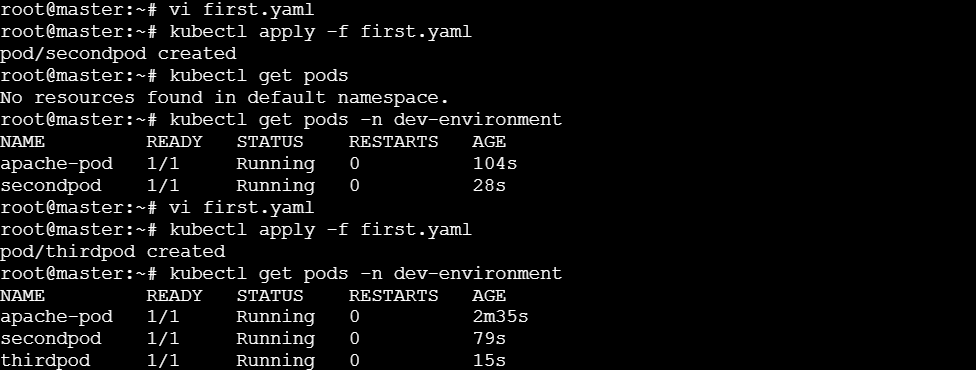 root@master:~# vi first.yaml
root@master:~# kubectl apply -f first.yaml
pod/secondpod created
root@master:~# kubectl get pods
No resources found in default namespace.
root@master:~# kubectl get pods -n dev-environment
NAME READY STATUS RESTARTS AGE
apache-pod 1/1 Running 0 104s
secondpod 1/1 Running 0 28s
root@master:~# vi first.yaml
root@master:~# kubectl apply -f first.yaml
pod/thirdpod created
root@master:~# kubectl get pods -n dev-environment
NAME READY STATUS RESTARTS AGE
apache-pod 1/1 Running 0 2m35s
secondpod 1/1 Running 0 79s
thirdpod 1/1 Running 0 15s